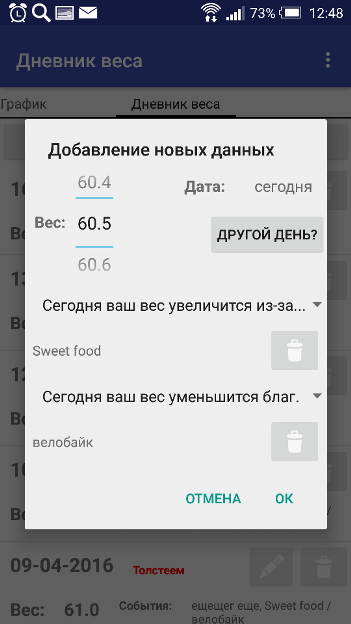 73% 12:48
Дневник веса
График Дневник веса
Добавление новых данных
60.4
Дата: сегодня
Вес: 60.5
ДРУГОЙ ДЕНЬ?
60.6
Сегодня ваш вес увеличится из-за...
Sweet food
Сегодня ваш вес уменьшится благ.
велобайк
ОТМЕНА OK
09-04-2016 Толстеем
Вес: 61.0 События: ещещег еще, Sweet food /
велобайк